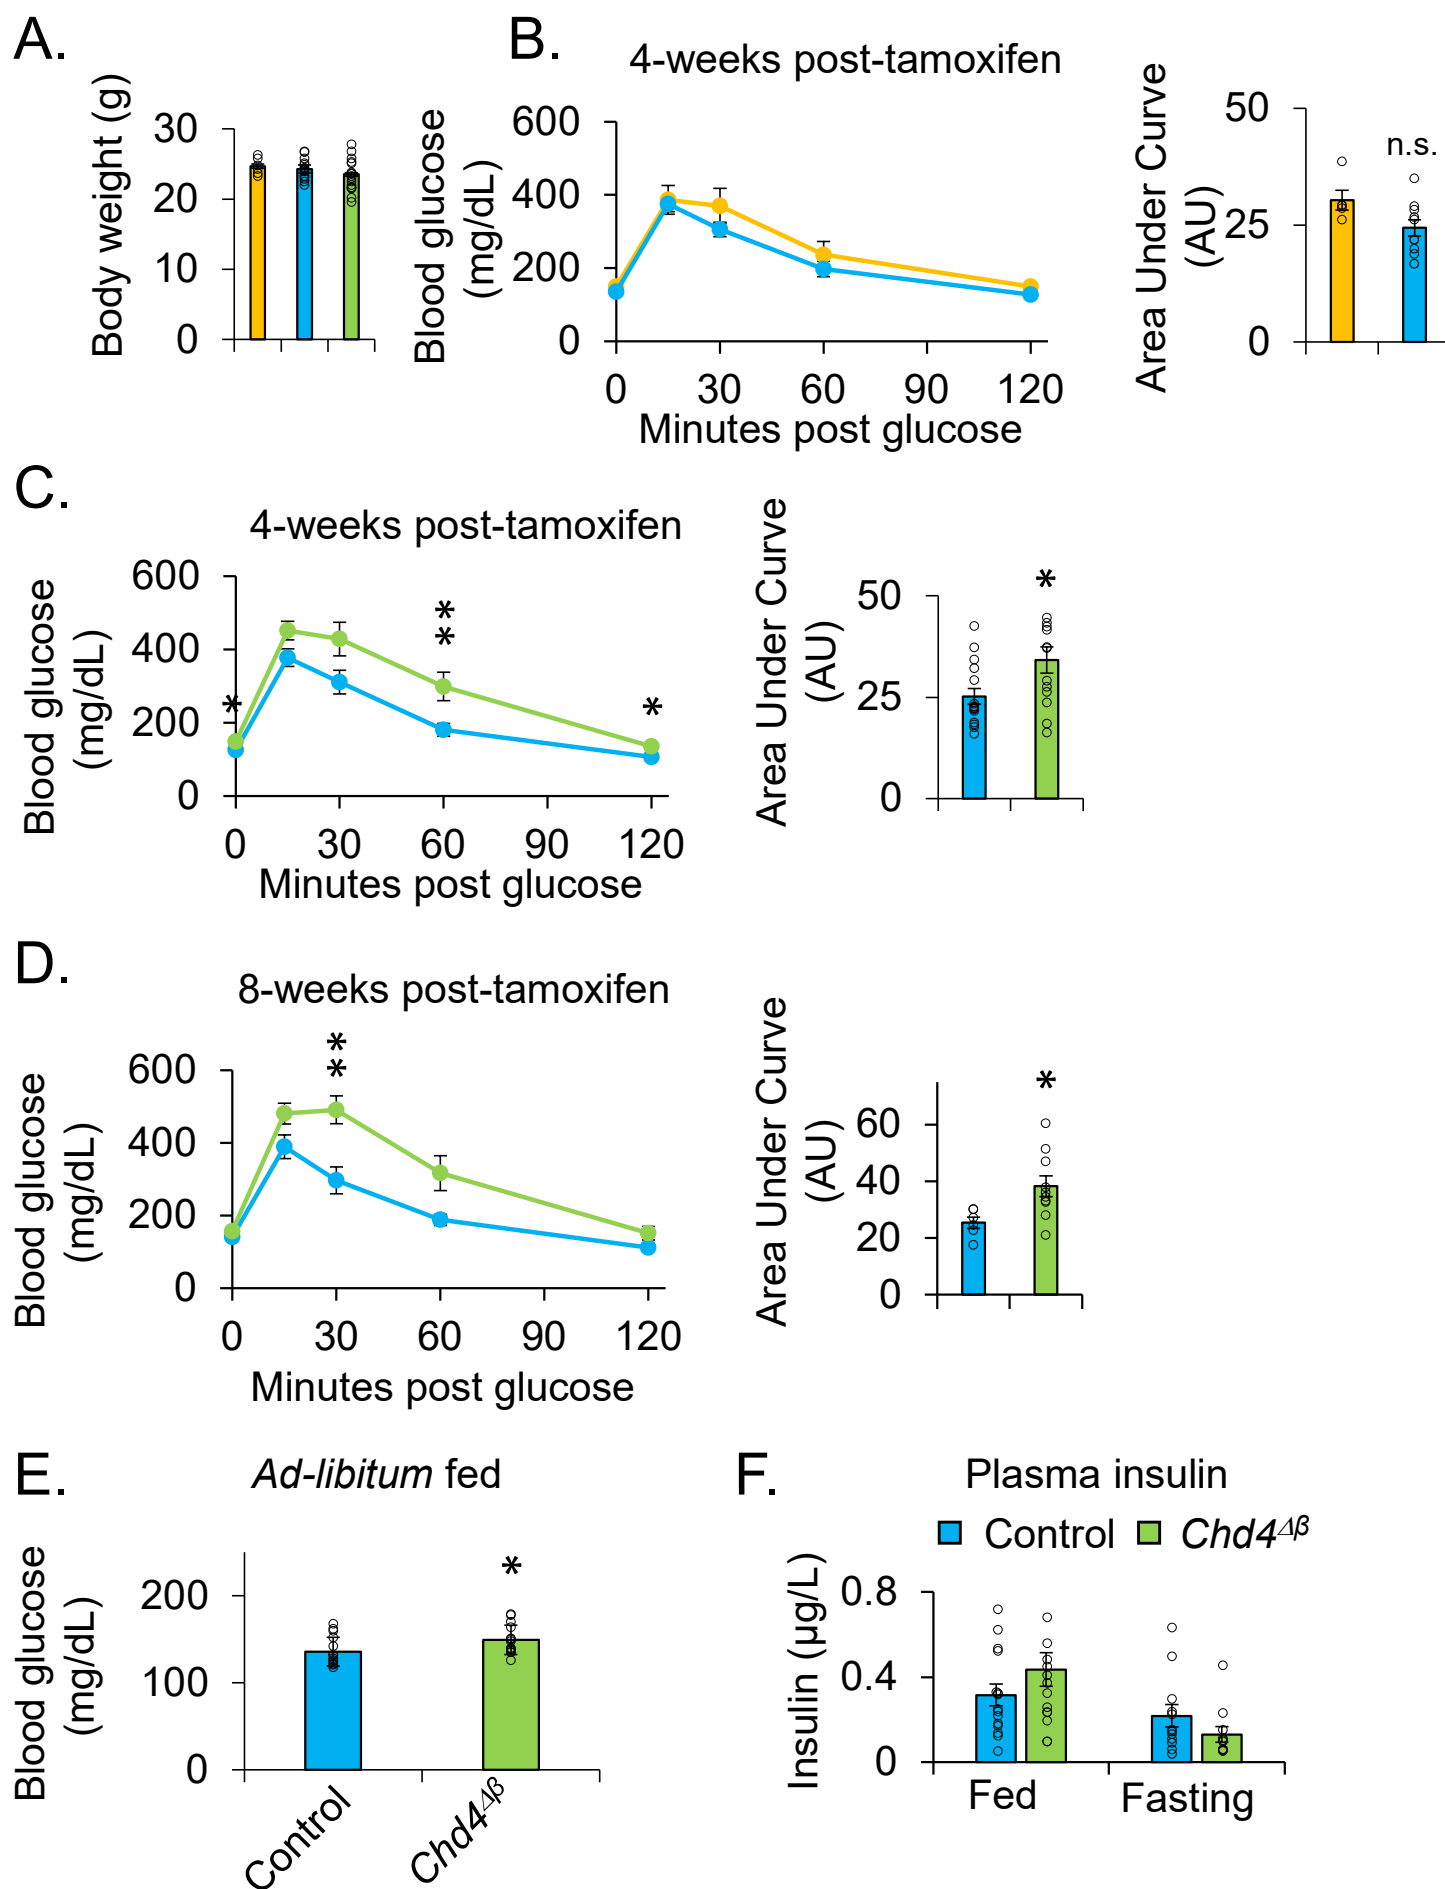 A.
Body weight (g)
30
20
10
0
B.
4-weeks post-tamoxifen
Blood glucose
(mg/dL)
600
400
200
0
0 30 60 90 120
Minutes post glucose
Area Under Curve
(AU)
50
25
0
n.s.
C.
4-weeks post-tamoxifen
Blood glucose
(mg/dL)
600
400
200
0
*
*
*
*
0 30 60 90 120
Minutes post glucose
Area Under Curve
(AU)
50
25
0
*
D.
8-weeks post-tamoxifen
Blood glucose
(mg/dL)
600
400
200
0
*
*
0 30 60 90 120
Minutes post glucose
Area Under Curve
(AU)
60
40
20
0
*
E.
Ad-libitum fed
Blood glucose
(mg/dL)
200
100
0
*
Control
Chd4Δβ
F.
Plasma insulin
Control Chd4Δβ
Insulin (µg/L)
0.8
0.4
0
Fed Fasting